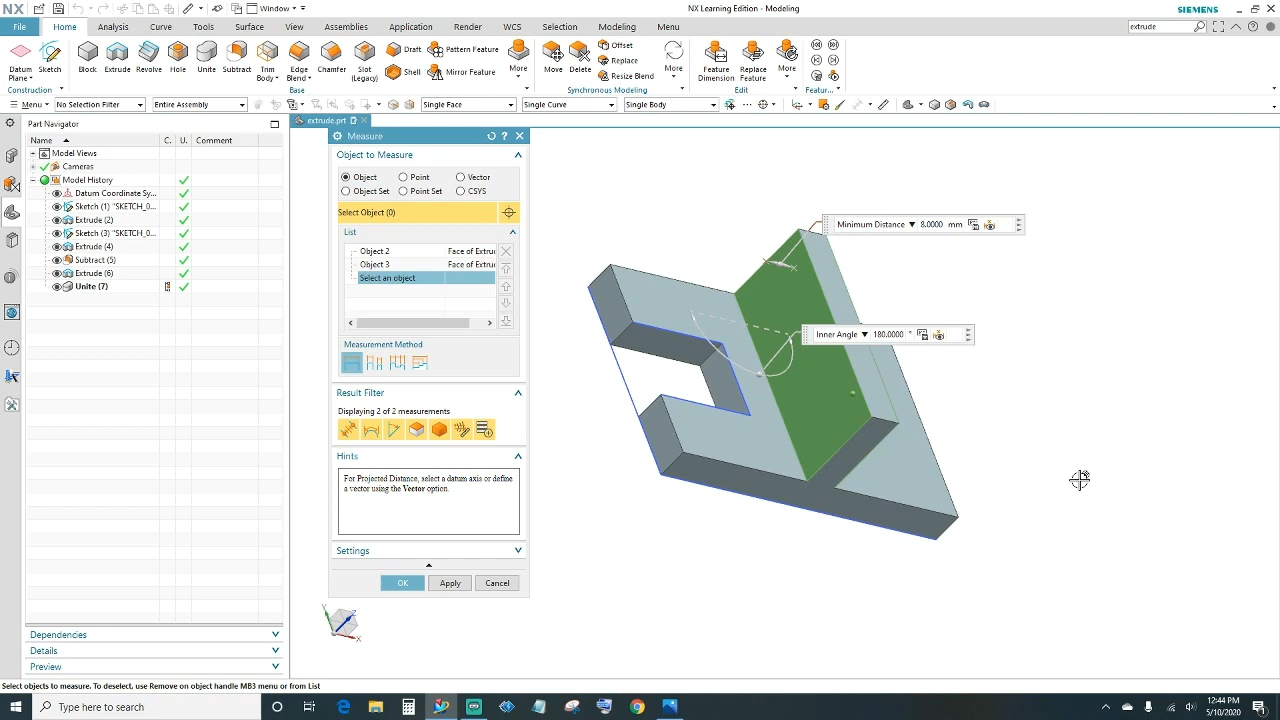 NX
Window
NX Learning Edition - Modeling
SIEMENS
File Home Analysis Curve Tools Surface View Assemblies Application Render WCS Selection Modeling Menu
extrude
Datum Plane Sketch Block Extrude Revolve Hole Unite Subtract Trim Body Edge Blend Chamfer Slot (Legacy) Draft Shell Pattern Feature Mirror Feature More
Move Delete Offset Replace Resize Blend More
Feature Dimension Replace Feature More
Construction Base Synchronous Modeling Edit Featur...
Menu No Selection Filter Entire Assembly Single Face Single Curve Single Body
Part Navigator
extrude.prt
Name C. U. Comment
Model Views
Cameras
Model History
Datum Coordinate Sy...
Sketch (1) "SKETCH_0...
Extrude (2)
Sketch (3) "SKETCH_0...
Extrude (4)
Subtract (5)
Extrude (6)
Unite (7)
Dependencies
Details
Preview
Measure
Object to Measure
Object Point Vector
Object Set Point Set CSYS
Select Object (0)
List
Object 2 Face of Extru
Object 3 Face of Extru
Select an object
Measurement Method
Result Filter
Displaying 2 of 2 measurements
Hints
For Projected Distance, select a datum axis or define
a vector using the Vector option.
Settings
OK Apply Cancel
Minimum Distance 8.0000 mm
Inner Angle 180.0000 °
Y Z X
Select objects to measure. To deselect, use Remove on object handle MB3 menu or from List
Type here to search
12:44 PM
5/10/2020